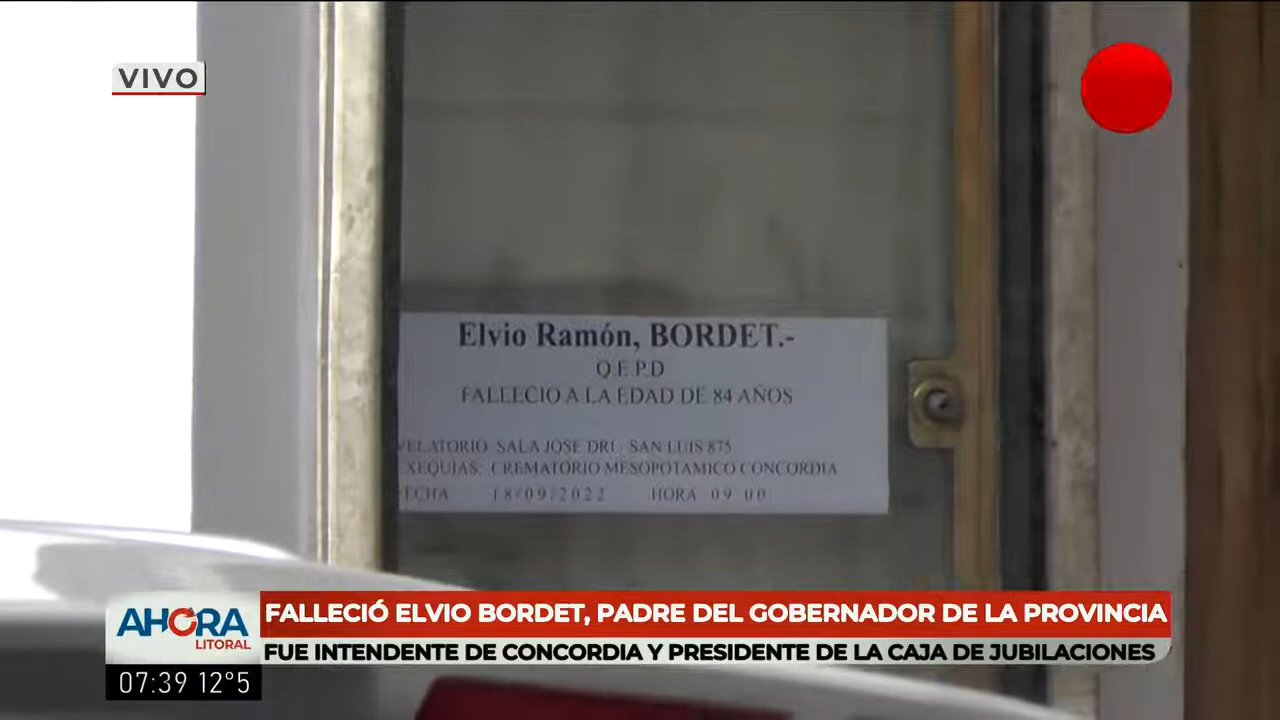 VIVO
Elvio Ramón, BORDET.-
Q.E.P.D
FALLECIO A LA EDAD DE 84 AÑOS
VELATORIO SALA JOSE DRI.- SAN LUIS 875
XEQUIAS: CREMATORIO MESOPOTAMICO CONCORDIA
ECHA 18/09/2022 HORA 09 00
AHORA
LITORAL
FALLECIÓ ELVIO BORDET, PADRE DEL GOBERNADOR DE LA PROVINCIA
FUE INTENDENTE DE CONCORDIA Y PRESIDENTE DE LA CAJA DE JUBILACIONES
07:39 12°5